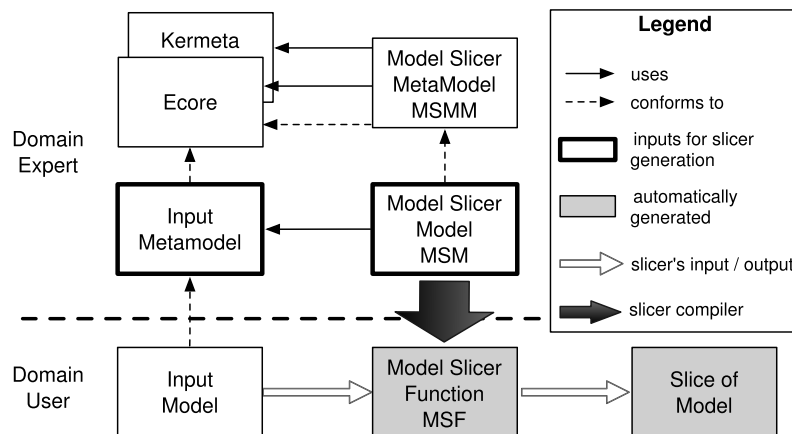 Kermeta
Ecore
Model Slicer
MetaModel
MSMM
Domain
Expert
Input
Metamodel
Model Slicer
Model
MSM
Domain
User
Input
Model
Model Slicer
Function
MSF
Slice of
Model
Legend
uses
conforms to
inputs for slicer
generation
automatically
generated
slicer's input / output
slicer compiler